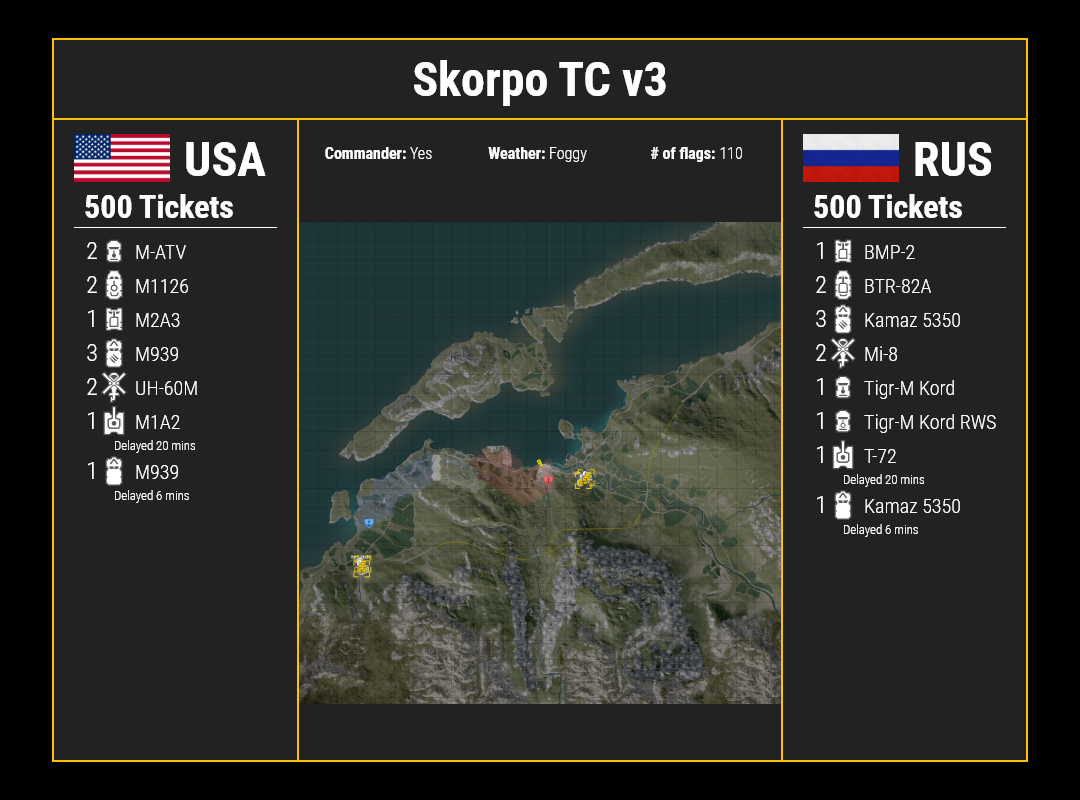 Skorpo TC v3
USA
500 Tickets
2 M-ATV
2 M1126
1 M2A3
3 M939
2 UH-60M
1 M1A2
Delayed 20 mins
1 M939
Delayed 6 mins
Commander: Yes
Weather: Foggy
# of flags: 110
RUS
500 Tickets
1 BMP-2
2 BTR-82A
3 Kamaz 5350
2 Mi-8
1 Tigr-M Kord
1 Tigr-M Kord RWS
1 T-72
Delayed 20 mins
1 Kamaz 5350
Delayed 6 mins